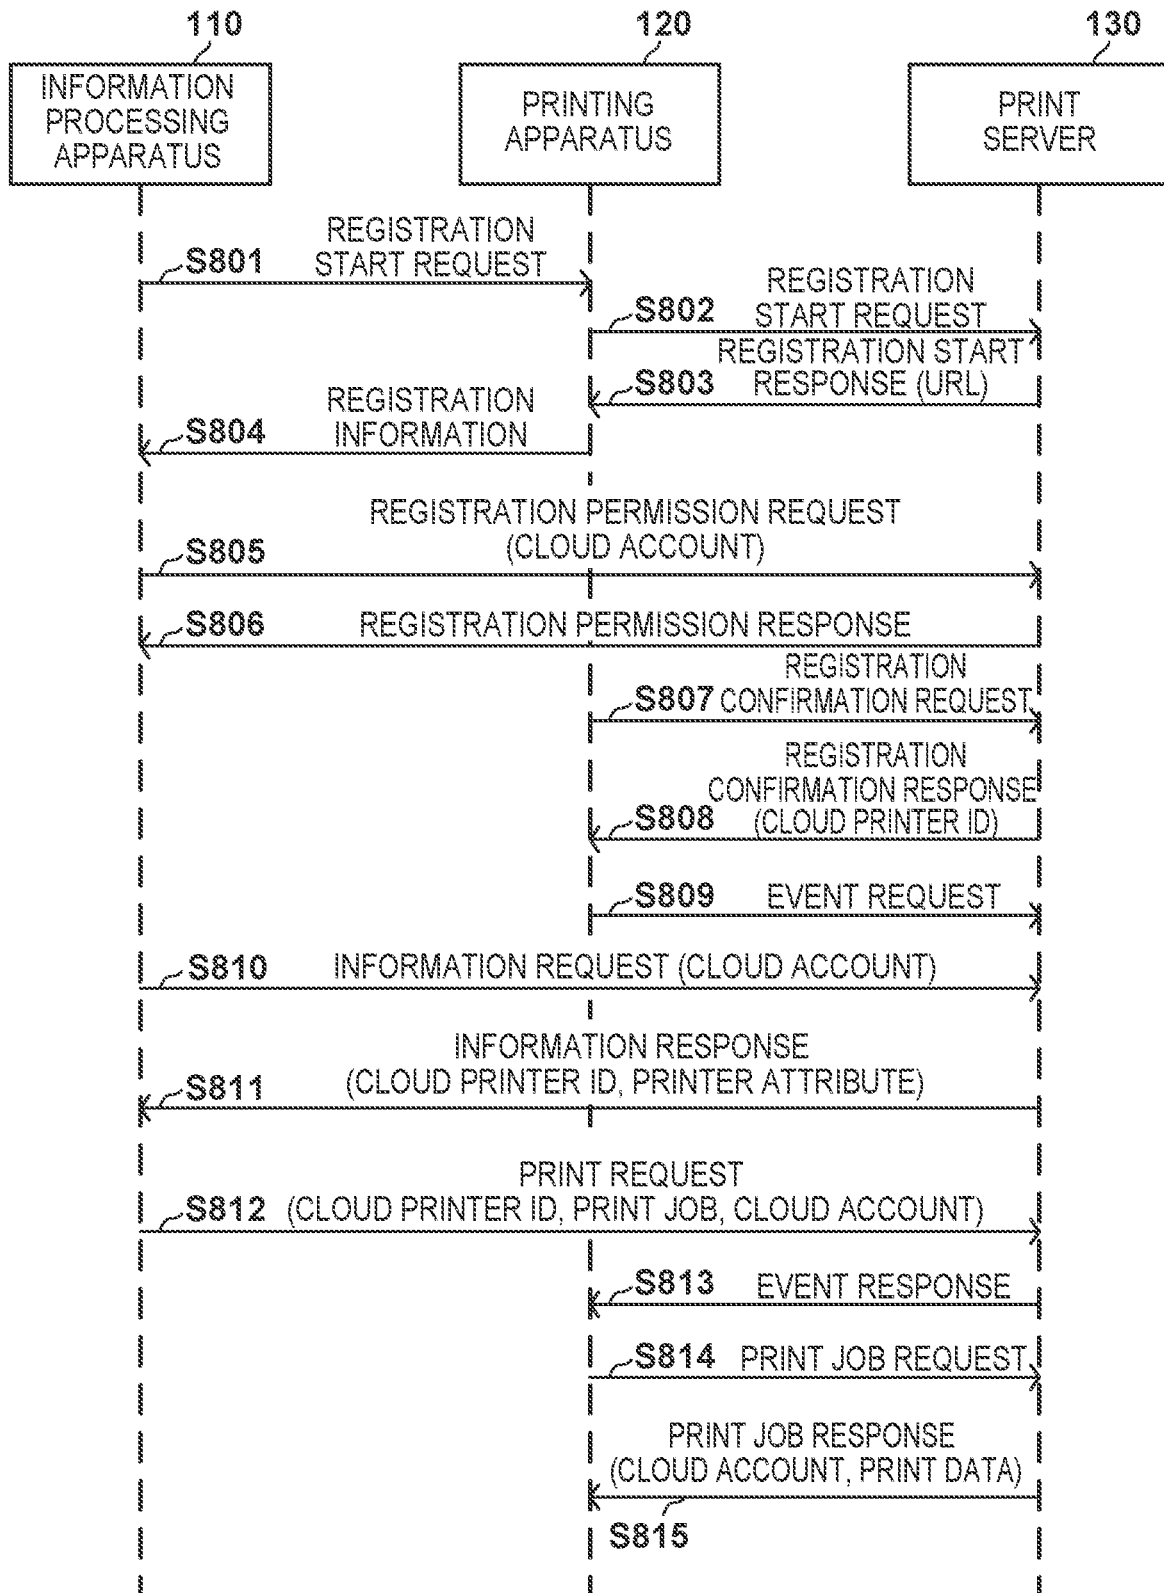 110
120
130
INFORMATION
PROCESSING
APPARATUS
PRINTING
APPARATUS
PRINT
SERVER
REGISTRATION
START REQUEST
S801
REGISTRATION
START REQUEST
S802
REGISTRATION START
RESPONSE (URL)
S803
REGISTRATION
INFORMATION
S804
REGISTRATION PERMISSION REQUEST
(CLOUD ACCOUNT)
S805
S806 REGISTRATION PERMISSION RESPONSE
REGISTRATION
S807 CONFIRMATION REQUEST
REGISTRATION
CONFIRMATION RESPONSE
S808 (CLOUD PRINTER ID)
S809 EVENT REQUEST
S810 INFORMATION REQUEST (CLOUD ACCOUNT)
INFORMATION RESPONSE
S811 (CLOUD PRINTER ID, PRINTER ATTRIBUTE)
PRINT REQUEST
S812 (CLOUD PRINTER ID, PRINT JOB, CLOUD ACCOUNT)
S813 EVENT RESPONSE
S814 PRINT JOB REQUEST
PRINT JOB RESPONSE
(CLOUD ACCOUNT, PRINT DATA)
S815